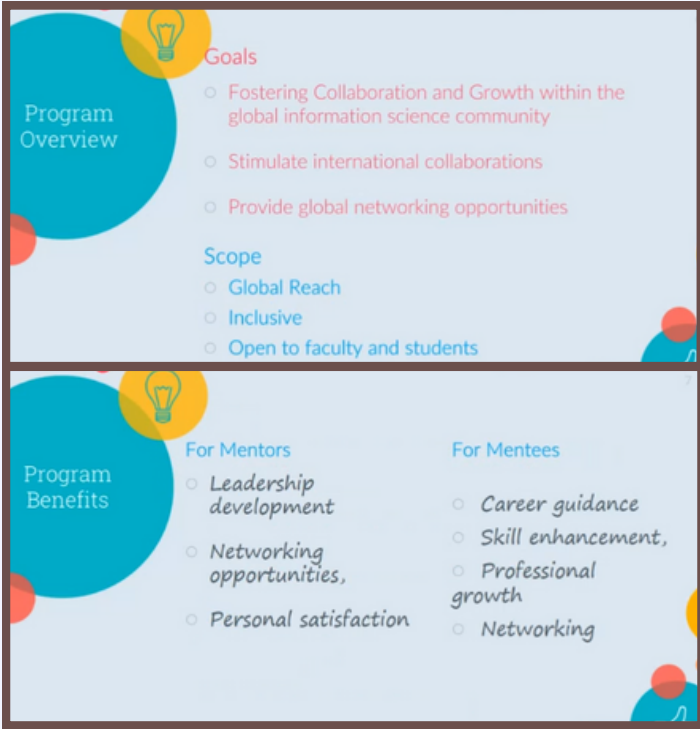 Program
Overview
Goals
Fostering Collaboration and Growth within the
global information science community
Stimulate international collaborations
Provide global networking opportunities
Scope
Global Reach
Inclusive
Open to faculty and students
7
Program
Benefits
For Mentors
Leadership
development
Networking
opportunities,
Personal satisfaction
For Mentees
Career guidance
Skill enhancement,
Professional
growth
Networking